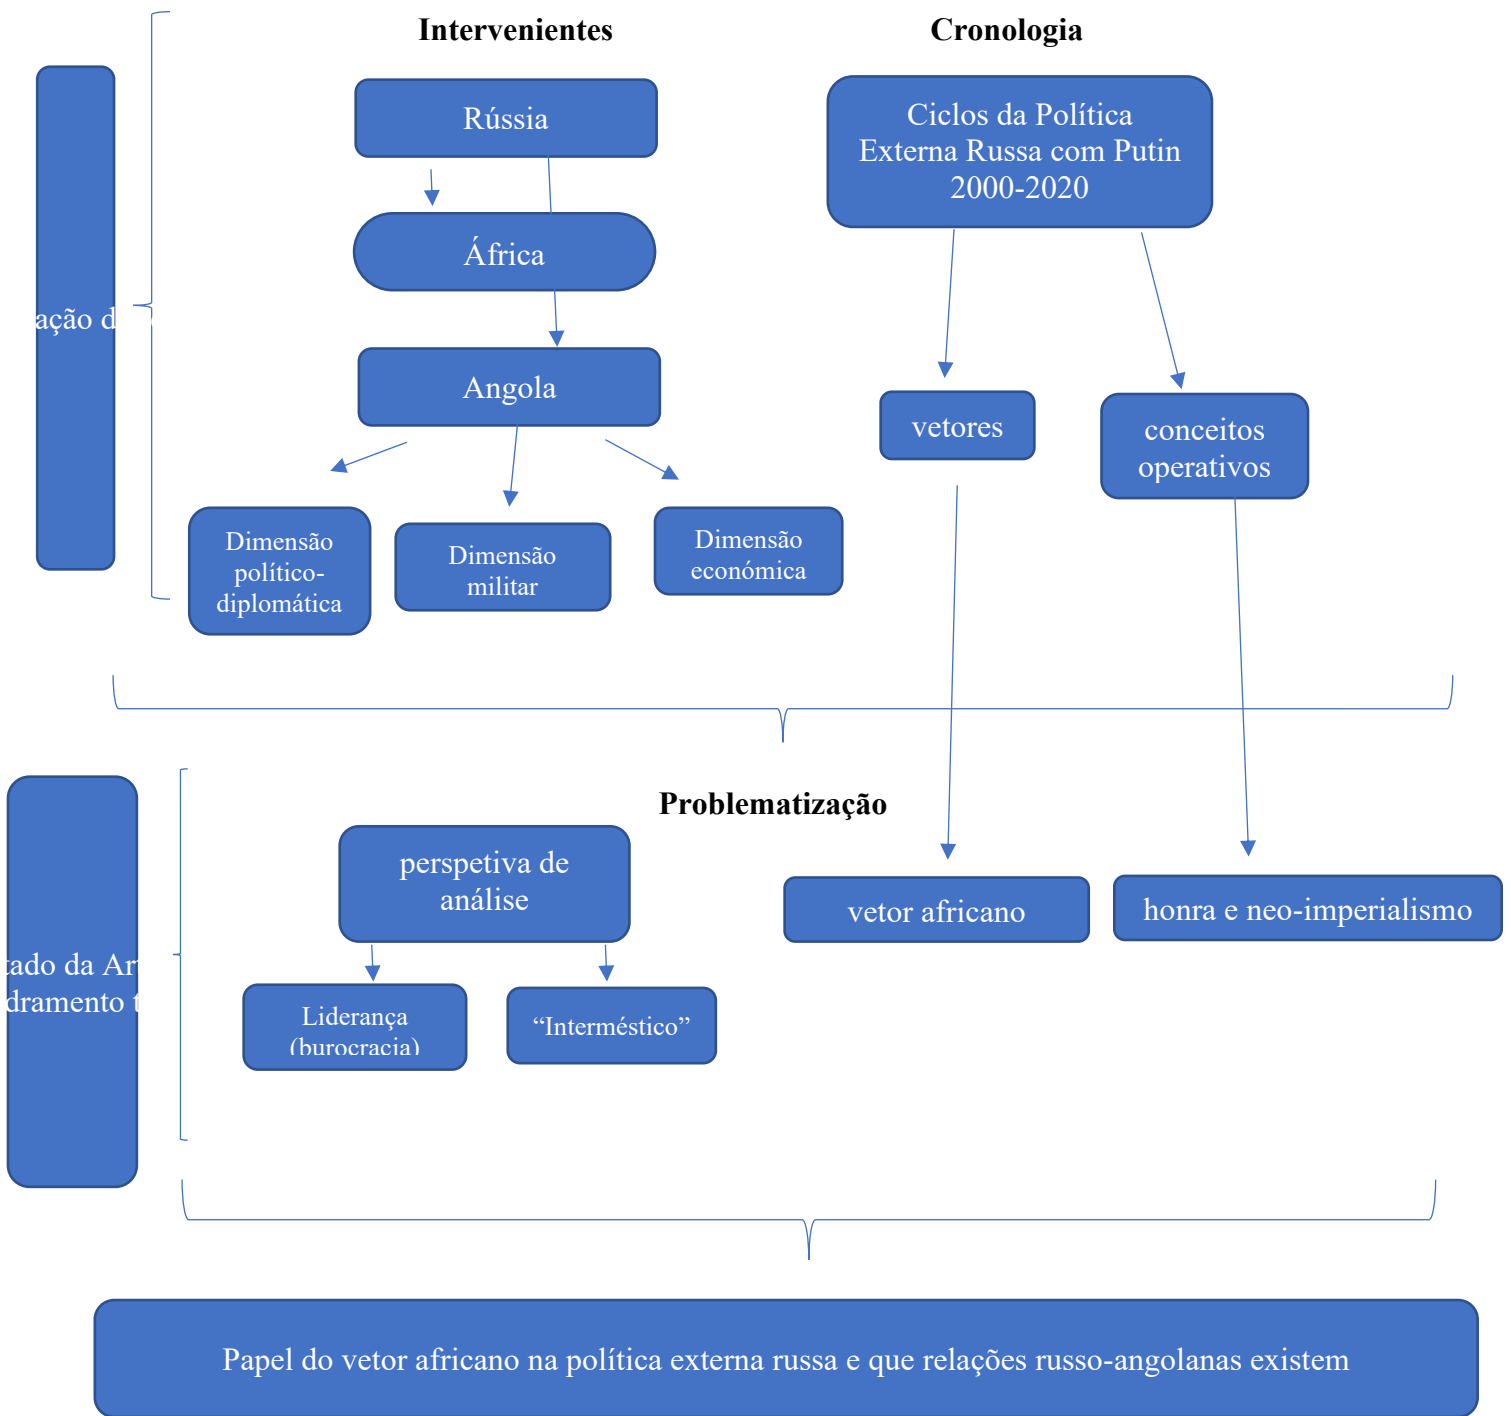 Intervenientes
Cronologia
Rússia
Ciclos da Política
Externa Russa com Putin
2000-2020
África
Angola
vetores
conceitos
operativos
Dimensão
político-
diplomática
Dimensão
militar
Dimensão
económica
Problematização
perspetiva de
análise
vetor africano
honra e neo-imperialismo
da
Liderança
(burocracia)
“Interméstico”
Papel do vetor africano na política externa russa e que relações russo-angolanas existem